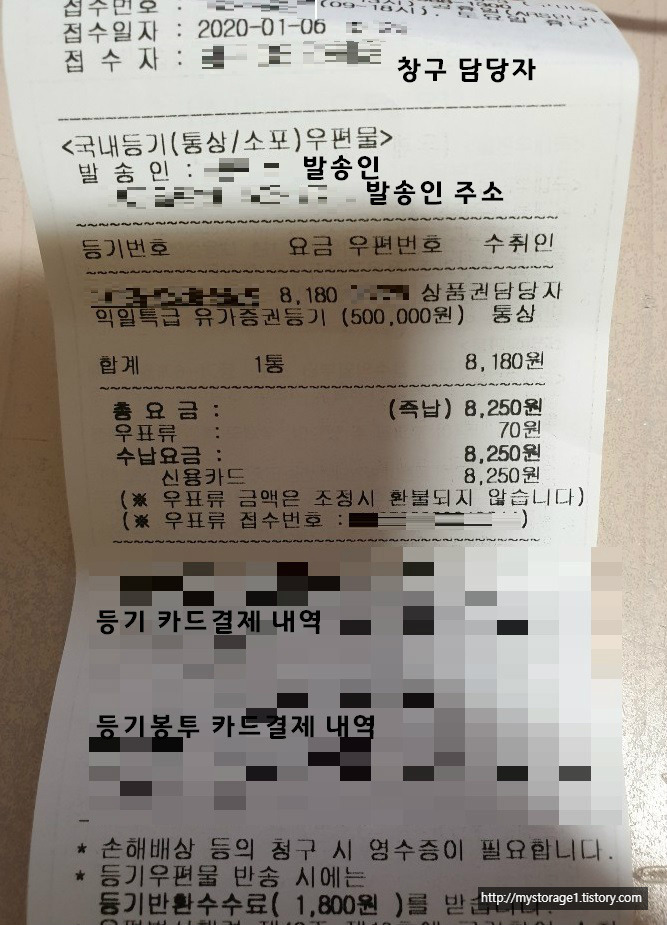 접수번호 :
접수일자 : 2020-01-06
접 수 자 : 창구 담당자
<국내등기(통상/소포)우편물>
발 송 인 : 발송인
발송인 주소
등기번호 요금 우편번호 수취인
8,180 상품권담당자
익일특급 유가증권등기 (500,000원) 통상
합계 1통 8,180원
총 요 금 : (즉납) 8,250원
우표류 : 70원
수납요금 : 8,250원
신용카드 8,250원
(※ 우표류 금액은 조정시 환불되지 않습니다)
(※ 우표류 접수번호 : )
등기 카드결제 내역
등기봉투 카드결제 내역
* 손해배상 등의 청구 시 영수증이 필요합니다.
* 등기우편물 반송 시에는
등기반환수수료( 1,800원 )를 받습니다.
http://mystorage1.tistory.com